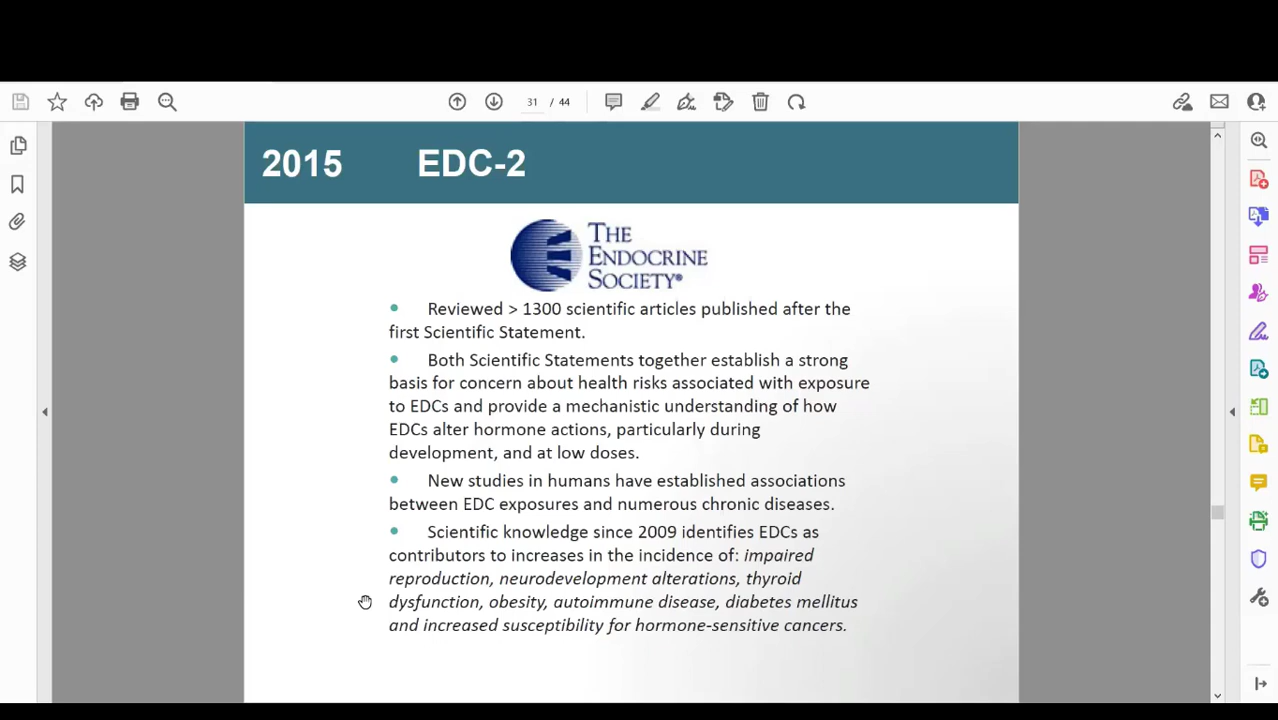 31 / 44
2015 EDC-2
THE
ENDOCRINE
SOCIETY®
• Reviewed > 1300 scientific articles published after the
first Scientific Statement.
• Both Scientific Statements together establish a strong
basis for concern about health risks associated with exposure
to EDCs and provide a mechanistic understanding of how
EDCs alter hormone actions, particularly during
development, and at low doses.
• New studies in humans have established associations
between EDC exposures and numerous chronic diseases.
• Scientific knowledge since 2009 identifies EDCs as
contributors to increases in the incidence of: impaired
reproduction, neurodevelopment alterations, thyroid
dysfunction, obesity, autoimmune disease, diabetes mellitus
and increased susceptibility for hormone-sensitive cancers.